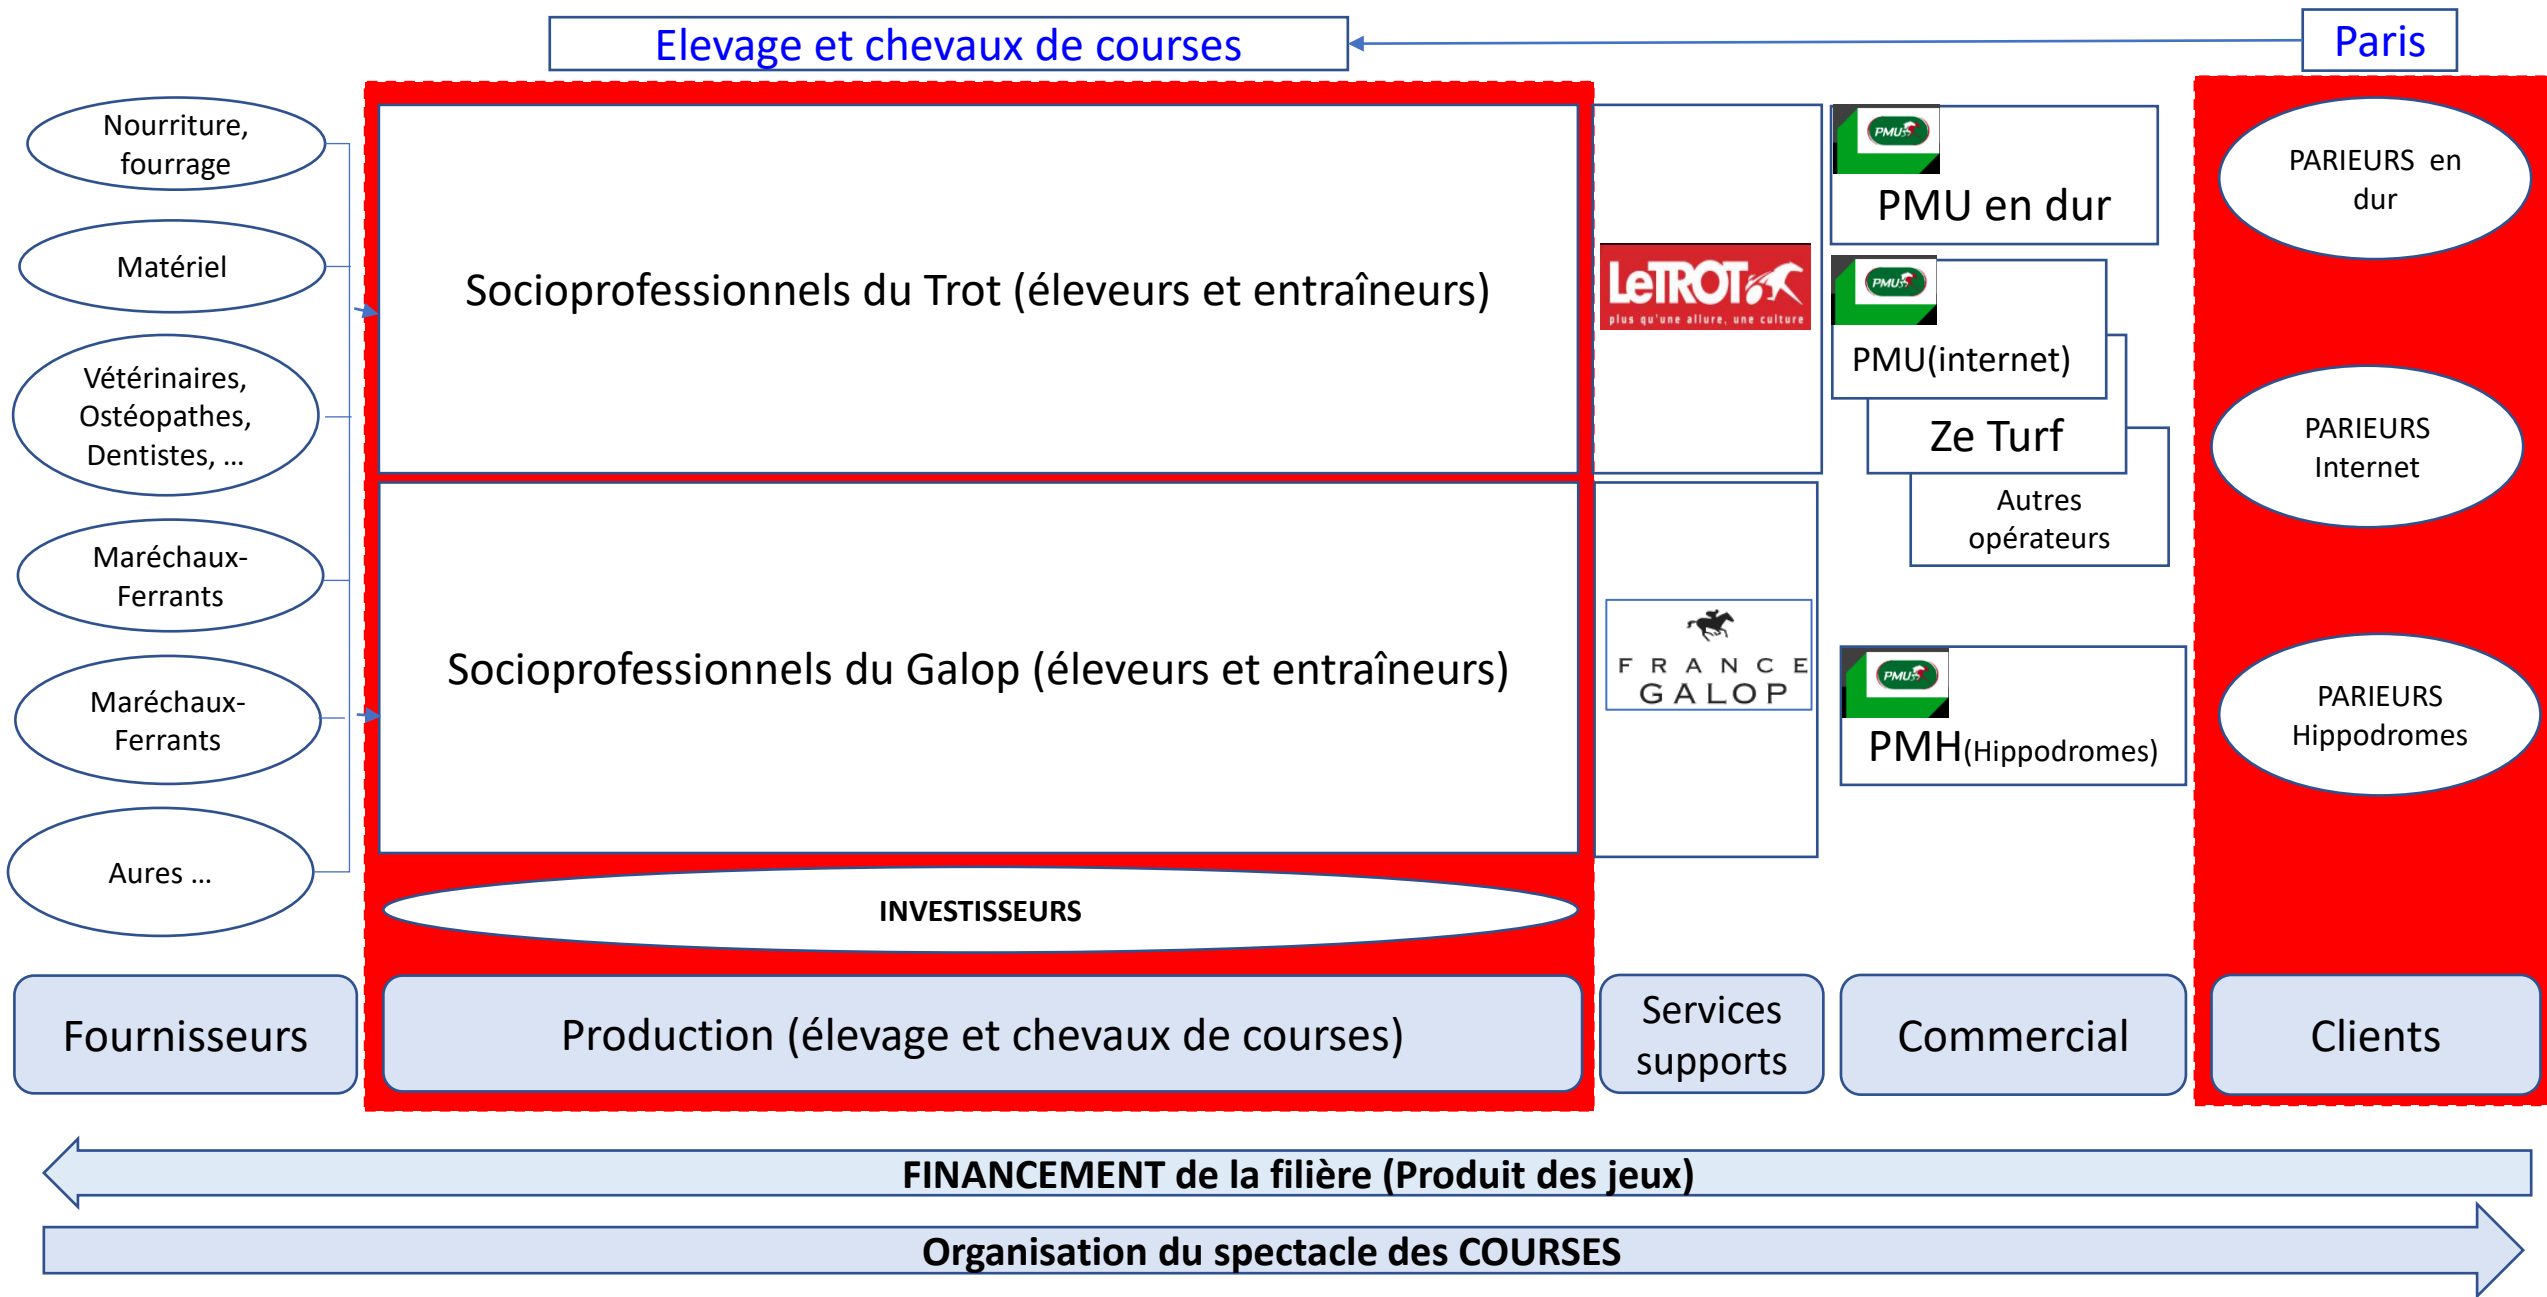 Elevage et chevaux de courses
Paris
Nourriture,
fourrage
Matériel
Vétérinaires,
Ostéopathes,
Dentistes, ...
Maréchaux-
Ferrants
Maréchaux-
Ferrants
Aures ...
Socioprofessionnels du Trot (éleveurs et entraîneurs)
Socioprofessionnels du Galop (éleveurs et entraîneurs)
INVESTISSEURS
LeTROT
plus qu'une allure, une culture
FRANCE
GALOP
PMU
PMU en dur
PMU
PMU(internet)
Ze Turf
Autres
opérateurs
PMU
PMH(Hippodromes)
PARIEURS en
dur
PARIEURS
Internet
PARIEURS
Hippodromes
Fournisseurs
Production (élevage et chevaux de courses)
Services
supports
Commercial
Clients
FINANCEMENT de la filière (Produit des jeux)
Organisation du spectacle des COURSES